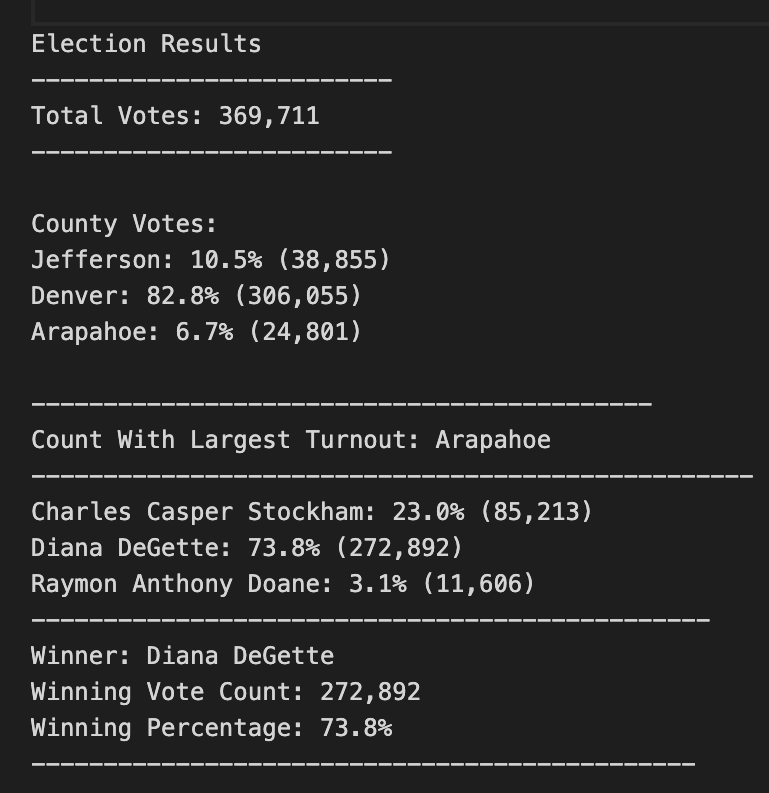 Election Results
-------------------------
Total Votes: 369,711
-------------------------
County Votes:
Jefferson: 10.5% (38,855)
Denver: 82.8% (306,055)
Arapahoe: 6.7% (24,801)
-------------------------------------------
Count With Largest Turnout: Arapahoe
--------------------------------------------------
Charles Casper Stockham: 23.0% (85,213)
Diana DeGette: 73.8% (272,892)
Raymon Anthony Doane: 3.1% (11,606)
-----------------------------------------------
Winner: Diana DeGette
Winning Vote Count: 272,892
Winning Percentage: 73.8%
----------------------------------------------